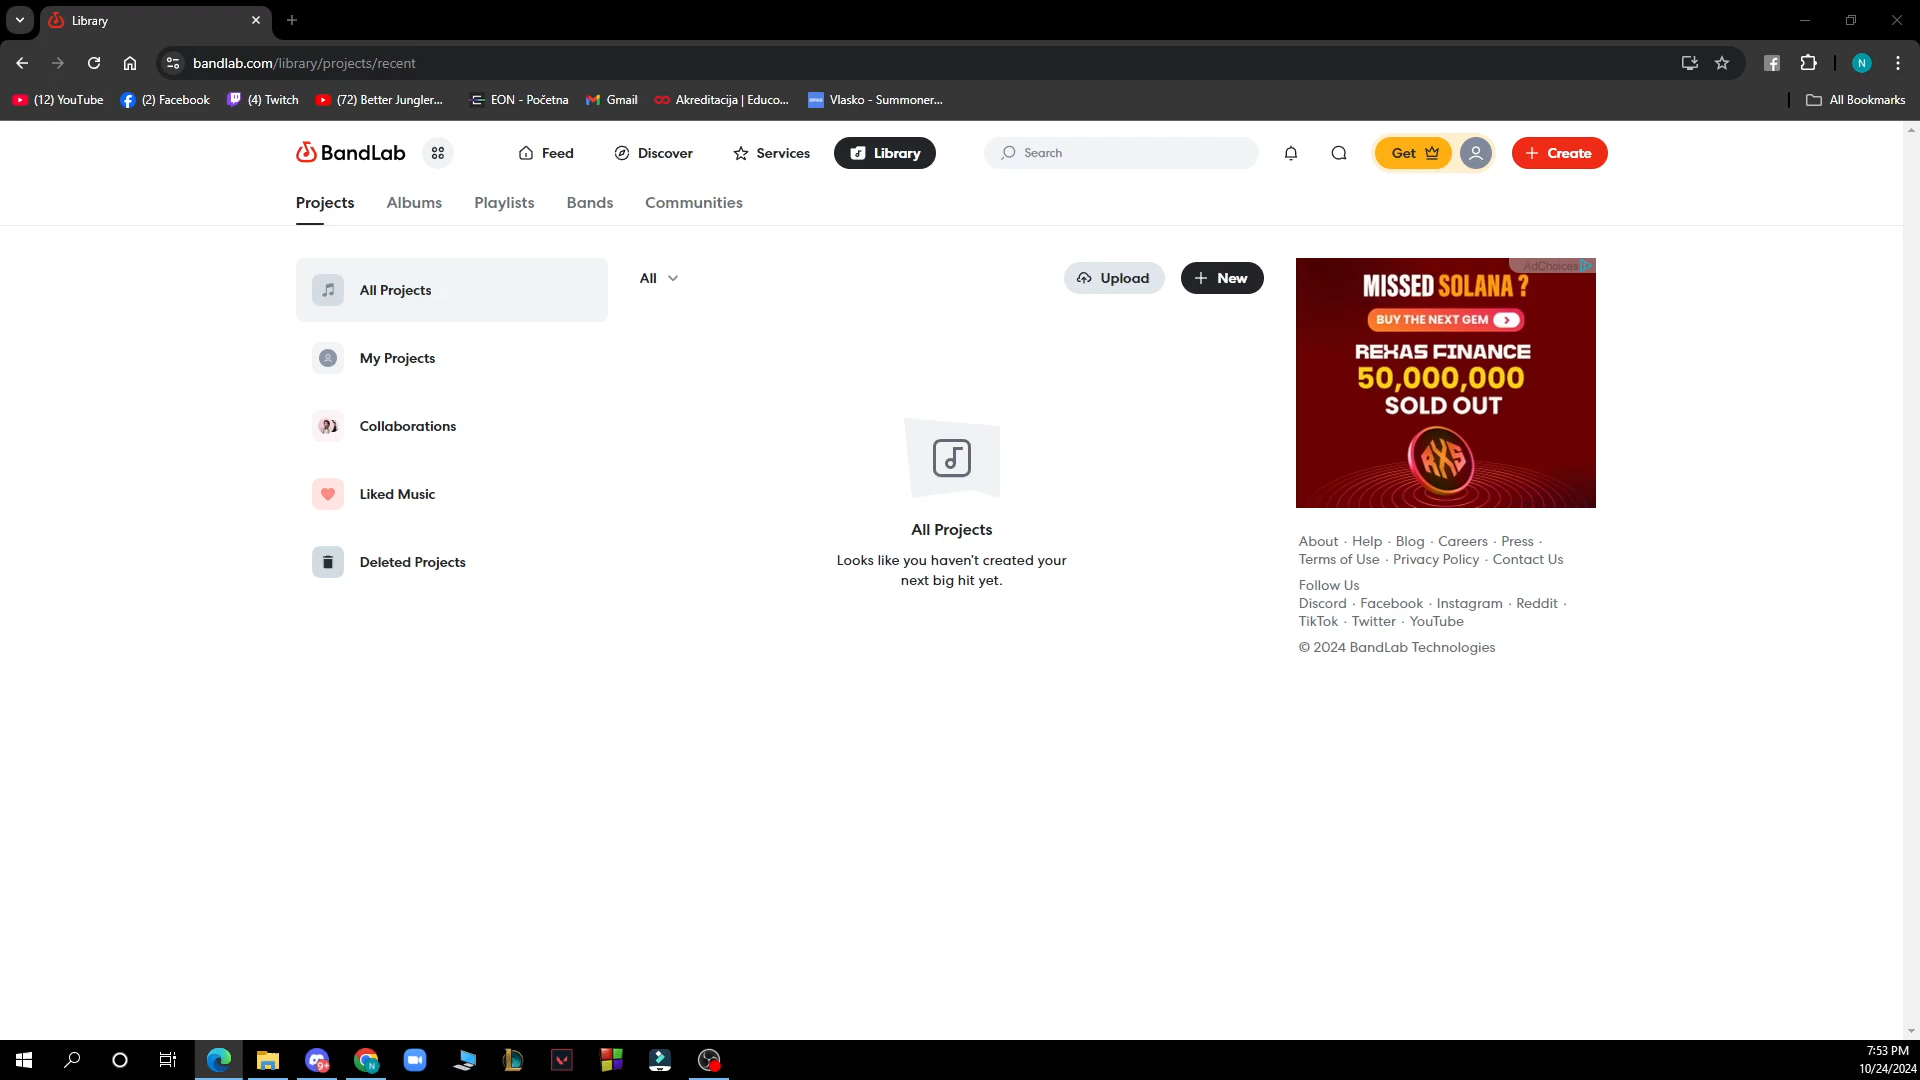 Library
bandlab.com/library/projects/recent
N
(12) YouTube
(2) Facebook
(4) Twitch
(72) Better Jungler...
EON - Početna
Gmail
Akreditacija | Educo...
Vlasko - Summoner...
All Bookmarks
BandLab
Feed
Discover
Services
Library
Search
Get
Create
Projects
Albums
Playlists
Bands
Communities
All Projects
My Projects
Collaborations
Liked Music
Deleted Projects
All
Upload
New
All Projects
Looks like you haven't created your
next big hit yet.
AdChoices
MISSED SOLANA ?
BUY THE NEXT GEM
REXAS FINANCE
50,000,000
SOLD OUT
RXS
About · Help · Blog · Careers · Press ·
Terms of Use · Privacy Policy · Contact Us
Follow Us
Discord · Facebook · Instagram · Reddit ·
TikTok · Twitter · YouTube
© 2024 BandLab Technologies
9+
N
7:53 PM
10/24/2024